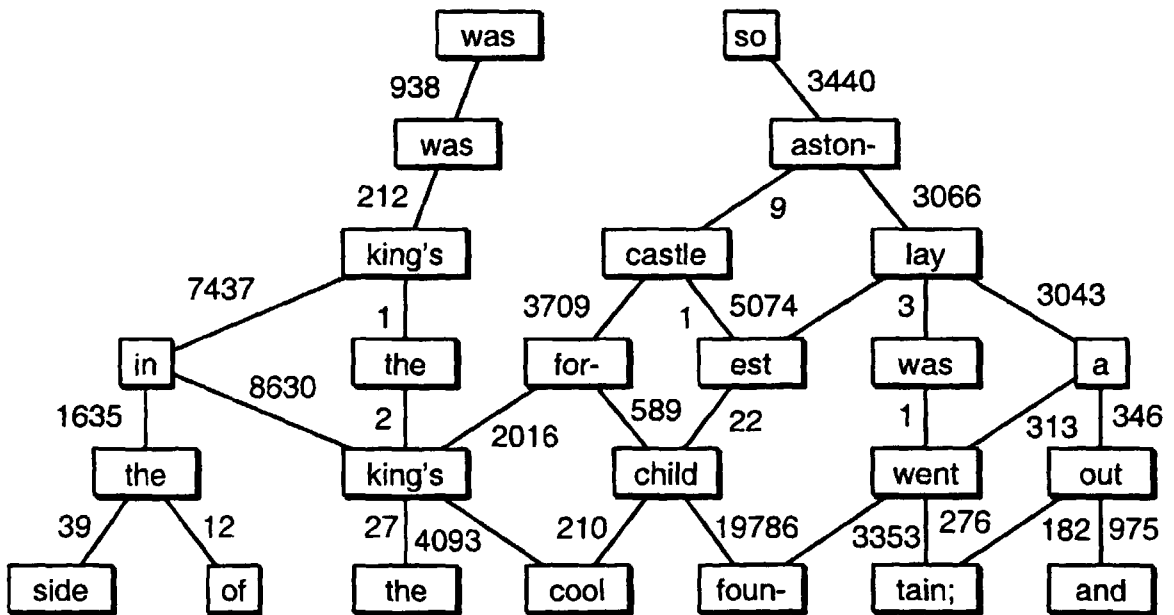 was so
938 3440
was aston-
212 9 3066
king's castle lay
7437 1 3709 1 5074 3 3043
in the for- est was a
1635 8630 2 2016 589 22 1 313 346
the king's child went out
39 12 27 4093 210 19786 3353 276 182 975
side of the cool foun- tain; and